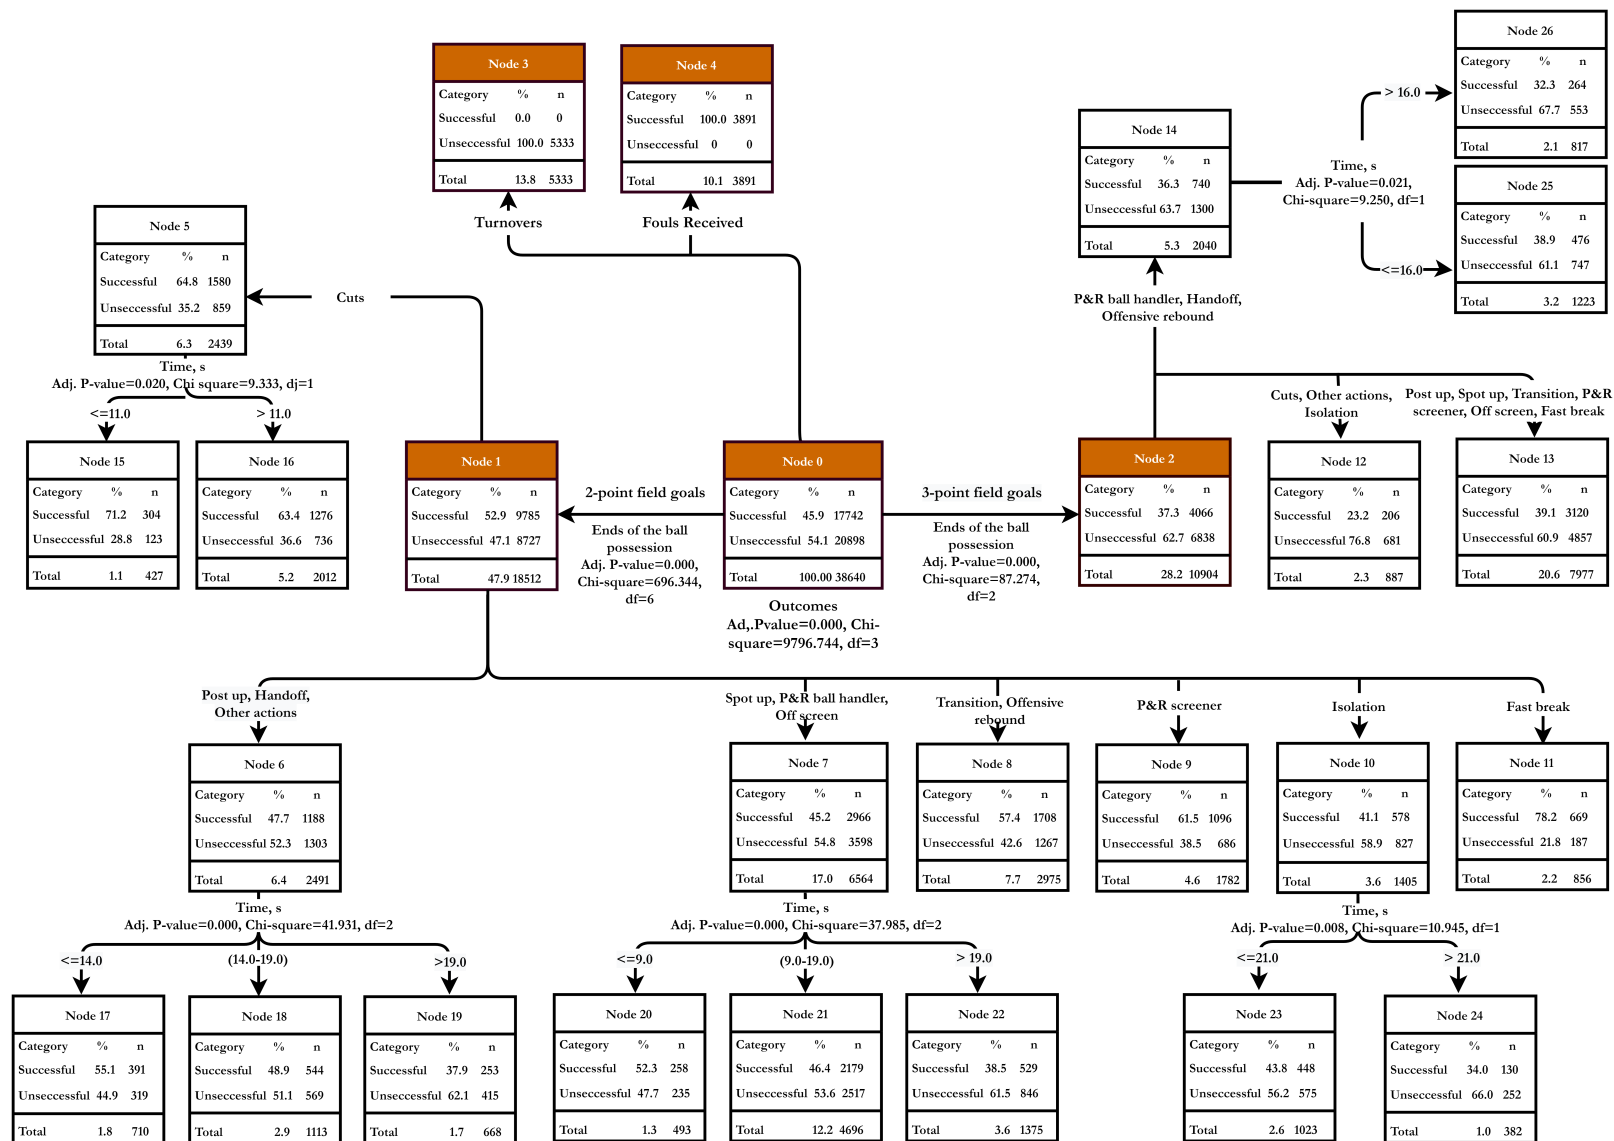 Node 26
Category % n
Successful 32.3 264
Unseccessful 67.7 553
Total 2.1 817
> 16.0
Node 3
Category % n
Successful 0.0 0
Unseccessful 100.0 5333
Total 13.8 5333
Node 4
Category % n
Successful 100.0 3891
Unseccessful 0 0
Total 10.1 3891
Turnovers
Fouls Received
Node 14
Category % n
Successful 36.3 740
Unseccessful 63.7 1300
Total 5.3 2040
Time, s
Adj. P-value=0.021,
Chi-square=9.250, df=1
Node 25
Category % n
Successful 38.9 476
Unseccessful 61.1 747
Total 3.2 1223
<=16.0
Node 5
Category % n
Successful 64.8 1580
Unseccessful 35.2 859
Total 6.3 2439
Cuts
P&R ball handler, Handoff,
Offensive rebound
Time, s
Adj. P-value=0.020, Chi square=9.333, dj=1
<=11.0
> 11.0
Cuts, Other actions,
Isolation
Post up, Spot up, Transition, P&R
screener, Off screen, Fast break
Node 15
Category % n
Successful 71.2 304
Unseccessful 28.8 123
Total 1.1 427
Node 16
Category % n
Successful 63.4 1276
Unseccessful 36.6 736
Total 5.2 2012
Node 1
Category % n
Successful 52.9 9785
Unseccessful 47.1 8727
Total 47.9 18512
2-point field goals
Ends of the ball
possession
Adj. P-value=0.000,
Chi-square=696.344,
df=6
Node 0
Category % n
Successful 45.9 17742
Unseccessful 54.1 20898
Total 100.00 38640
Outcomes
Ad,.Pvalue=0.000, Chi-
square=9796.744, df=3
3-point field goals
Ends of the ball
possession
Adj. P-value=0.000,
Chi-square=87.274,
df=2
Node 2
Category % n
Successful 37.3 4066
Unseccessful 62.7 6838
Total 28.2 10904
Node 12
Category % n
Successful 23.2 206
Unseccessful 76.8 681
Total 2.3 887
Node 13
Category % n
Successful 39.1 3120
Unseccessful 60.9 4857
Total 20.6 7977
Post up, Handoff,
Other actions
Spot up, P&R ball handler,
Off screen
Transition, Offensive
rebound
P&R screener
Isolation
Fast break
Node 6
Category % n
Successful 47.7 1188
Unseccessful 52.3 1303
Total 6.4 2491
Node 7
Category % n
Successful 45.2 2966
Unseccessful 54.8 3598
Total 17.0 6564
Node 8
Category % n
Successful 57.4 1708
Unseccessful 42.6 1267
Total 7.7 2975
Node 9
Category % n
Successful 61.5 1096
Unseccessful 38.5 686
Total 4.6 1782
Node 10
Category % n
Successful 41.1 578
Unseccessful 58.9 827
Total 3.6 1405
Node 11
Category % n
Successful 78.2 669
Unseccessful 21.8 187
Total 2.2 856
Time, s
Adj. P-value=0.000, Chi-square=41.931, df=2
<=14.0
(14.0-19.0)
>19.0
Time, s
Adj. P-value=0.000, Chi-square=37.985, df=2
<=9.0
(9.0-19.0)
> 19.0
Time, s
Adj. P-value=0.008, Chi-square=10.945, df=1
<=21.0
> 21.0
Node 17
Category % n
Successful 55.1 391
Unseccessful 44.9 319
Total 1.8 710
Node 18
Category % n
Successful 48.9 544
Unseccessful 51.1 569
Total 2.9 1113
Node 19
Category % n
Successful 37.9 253
Unseccessful 62.1 415
Total 1.7 668
Node 20
Category % n
Successful 52.3 258
Unseccessful 47.7 235
Total 1.3 493
Node 21
Category % n
Successful 46.4 2179
Unseccessful 53.6 2517
Total 12.2 4696
Node 22
Category % n
Successful 38.5 529
Unseccessful 61.5 846
Total 3.6 1375
Node 23
Category % n
Successful 43.8 448
Unseccessful 56.2 575
Total 2.6 1023
Node 24
Category % n
Successful 34.0 130
Unseccessful 66.0 252
Total 1.0 382